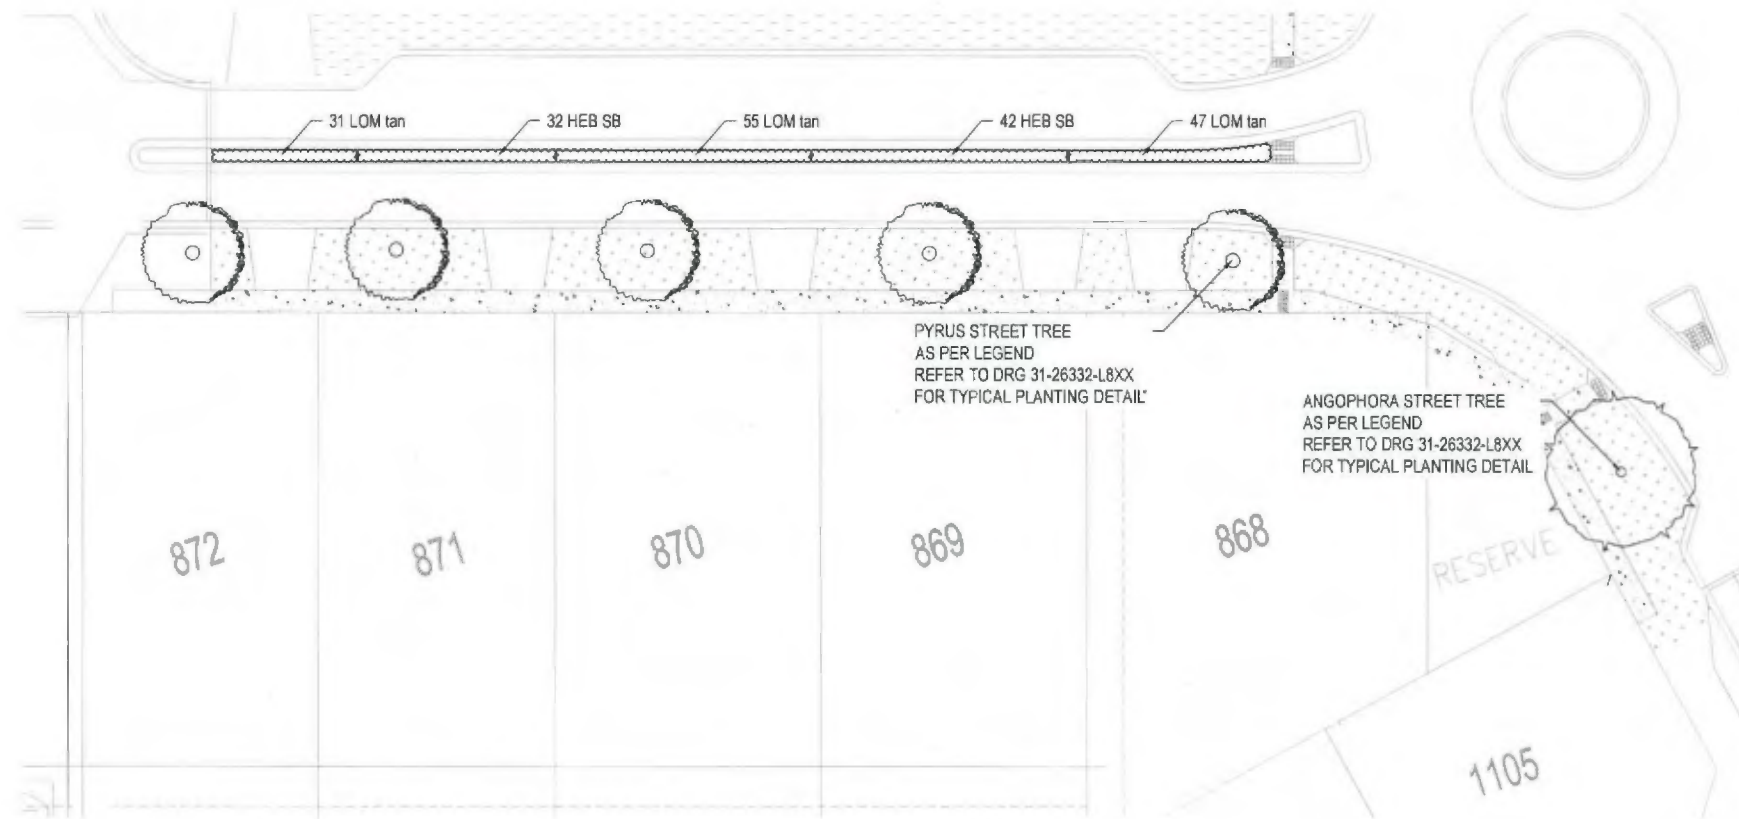 31 LOM tan
32 HEB SB
55 LOM tan
42 HEB SB
47 LOM tan
PYRUS STREET TREE
AS PER LEGEND
REFER TO DRG 31-26332-L8XX
FOR TYPICAL PLANTING DETAIL
ANGOPHORA STREET TREE
AS PER LEGEND
REFER TO DRG 31-26332-L8XX
FOR TYPICAL PLANTING DETAIL
872
871
870
869
868
RESERVE
1105